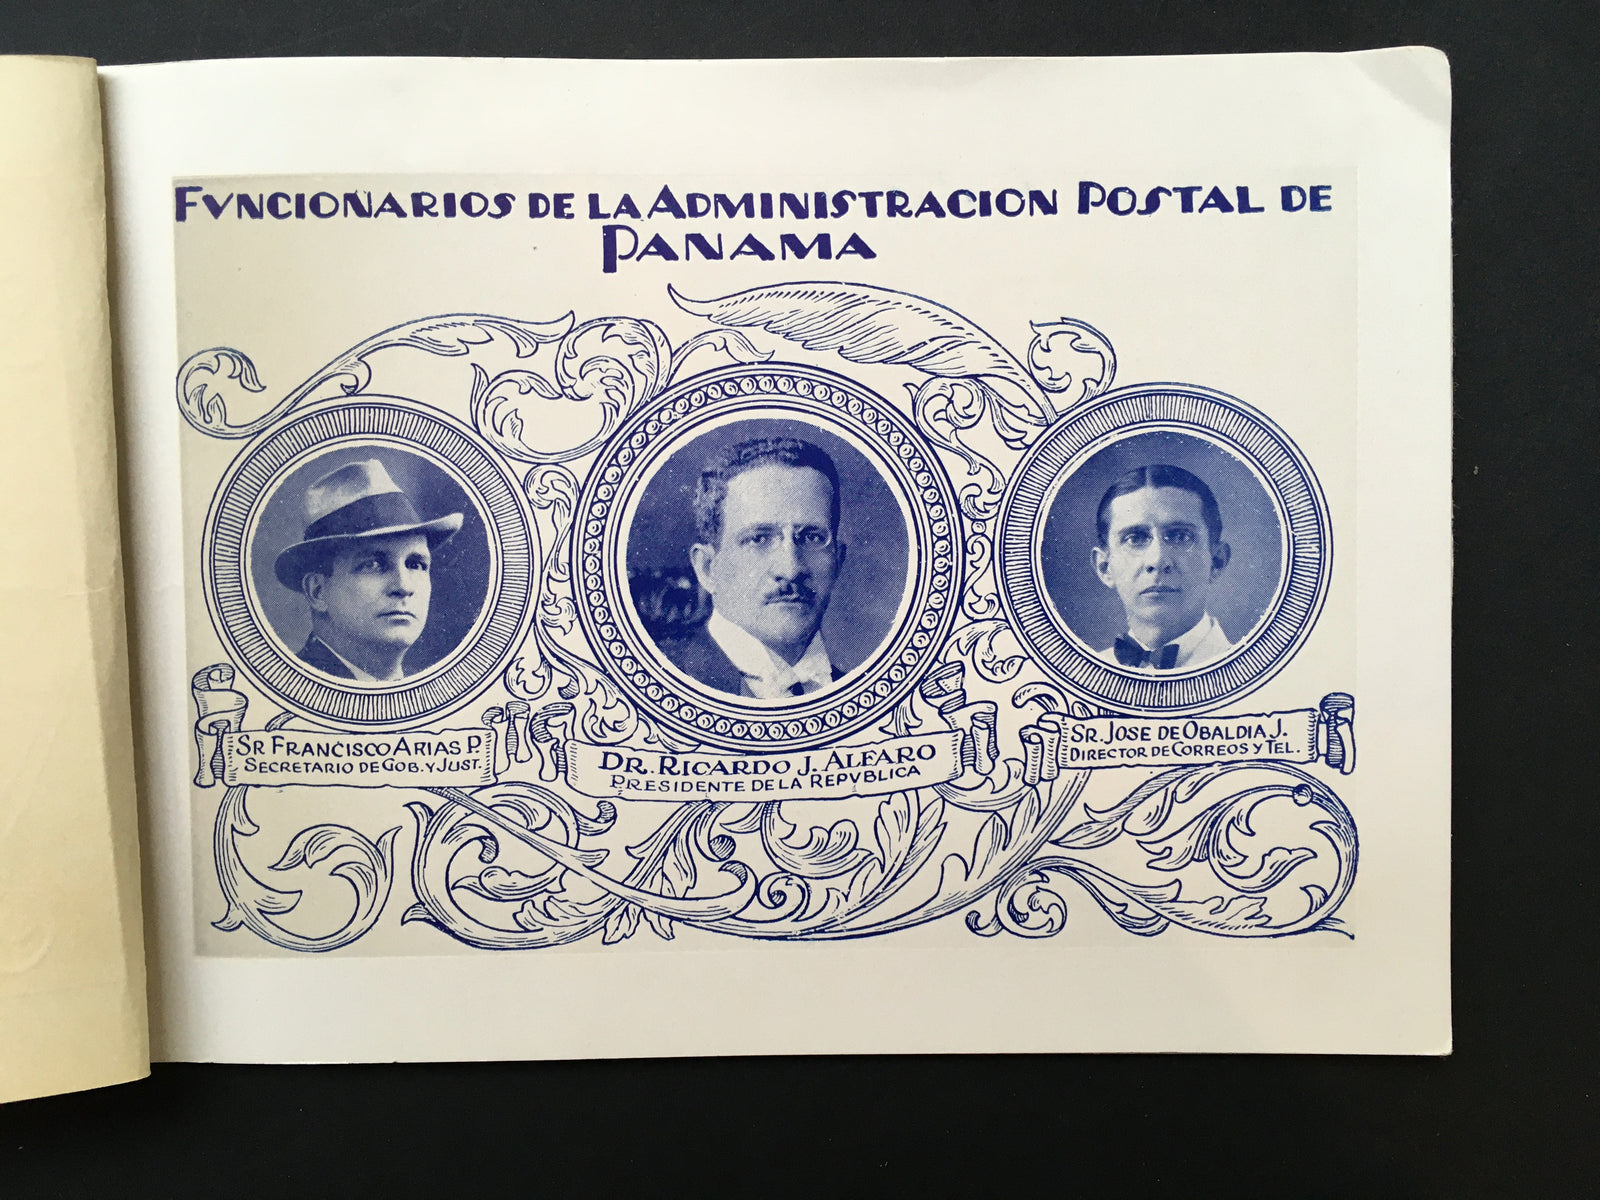 FVNCIONARIOS DE LA ADMINISTRACION POSTAL DE
PANAMA
SR FRANCISCO ARIAS P.
SECRETARIO DE GOB. Y JUST.
DR. RICARDO J. ALFARO
PRESIDENTE DE LA REPVBLICA
SR. JOSE DE OBALDIA J.
DIRECTOR DE CORREOS Y TEL.